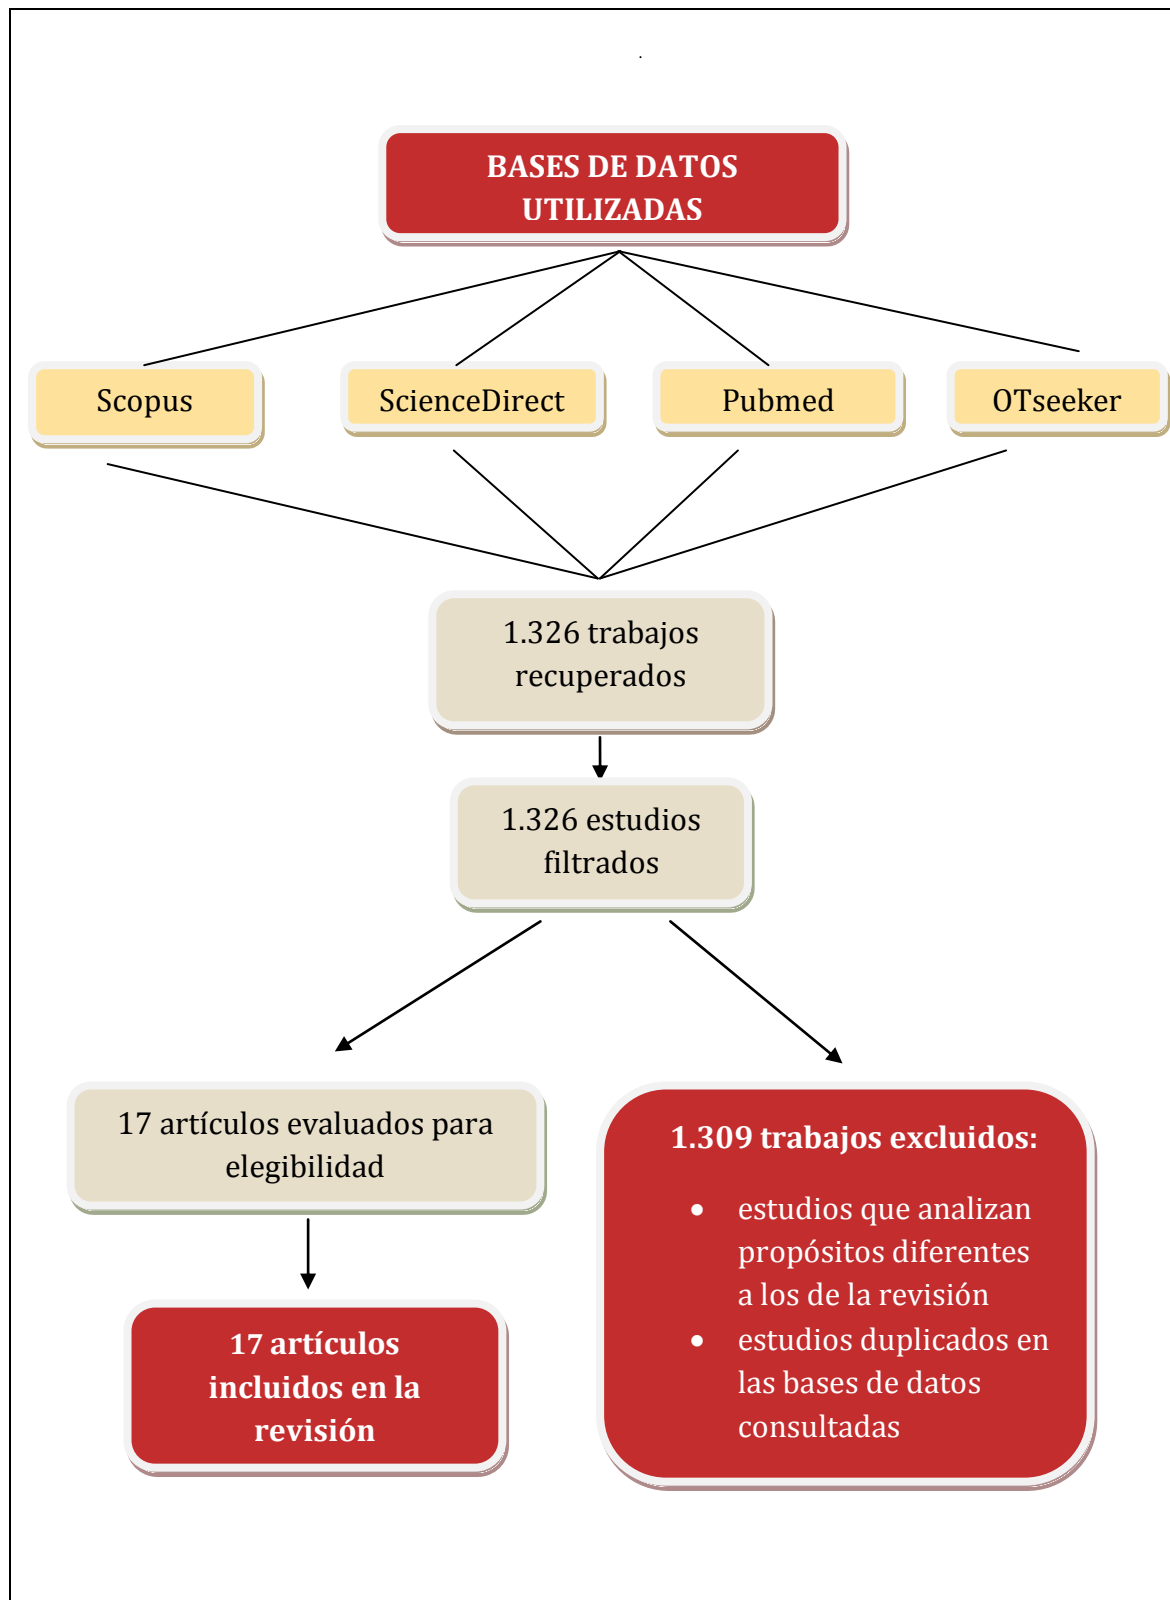 BASES DE DATOS
UTILIZADAS
Scopus
ScienceDirect
Pubmed
OTseeker
1.326 trabajos
recuperados
1.326 estudios
filtrados
17 artículos evaluados para
elegibilidad
17 artículos
incluidos en la
revisión
1.309 trabajos excluidos:
• estudios que analizan
propósitos diferentes
a los de la revisión
• estudios duplicados en
las bases de datos
consultadas